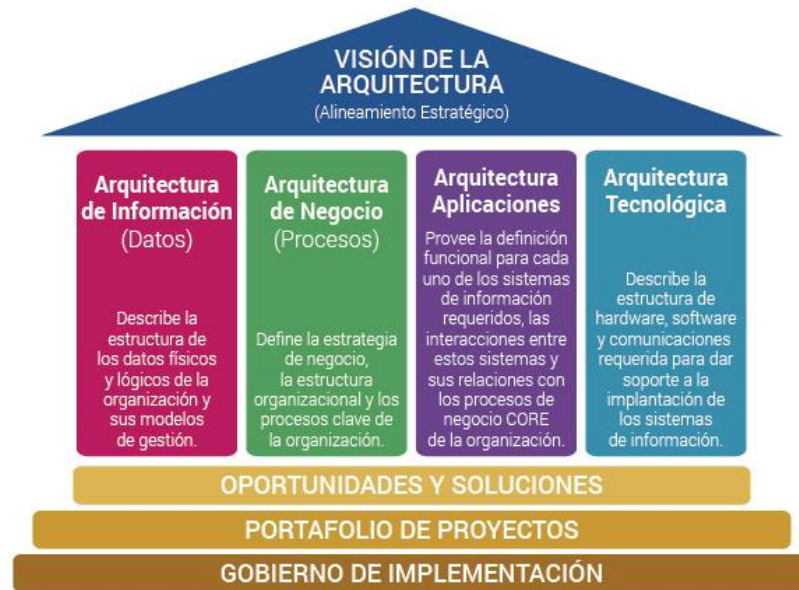 VISIÓN DE LA
ARQUITECTURA
(Alineamiento Estratégico)
Arquitectura
de Información
(Datos)
Describe la
estructura de
los datos físicos
y lógicos de la
organización y
sus modelos
de gestión.
Arquitectura
de Negocio
(Procesos)
Define la estrategia
de negocio,
la estructura
organizacional y los
procesos clave de
la organización.
Arquitectura
Aplicaciones
Provee la definición
funcional para cada
uno de los sistemas
de información
requeridos, las
interacciones entre
estos sistemas y
sus relaciones con
los procesos de
negocio CORE
de la organización.
Arquitectura
Tecnológica
Describe la
estructura de
hardware, software
y comunicaciones
requerida para dar
soporte a la
implantación de
los sistemas
de información.
OPORTUNIDADES Y SOLUCIONES
PORTAFOLIO DE PROYECTOS
GOBIERNO DE IMPLEMENTACIÓN